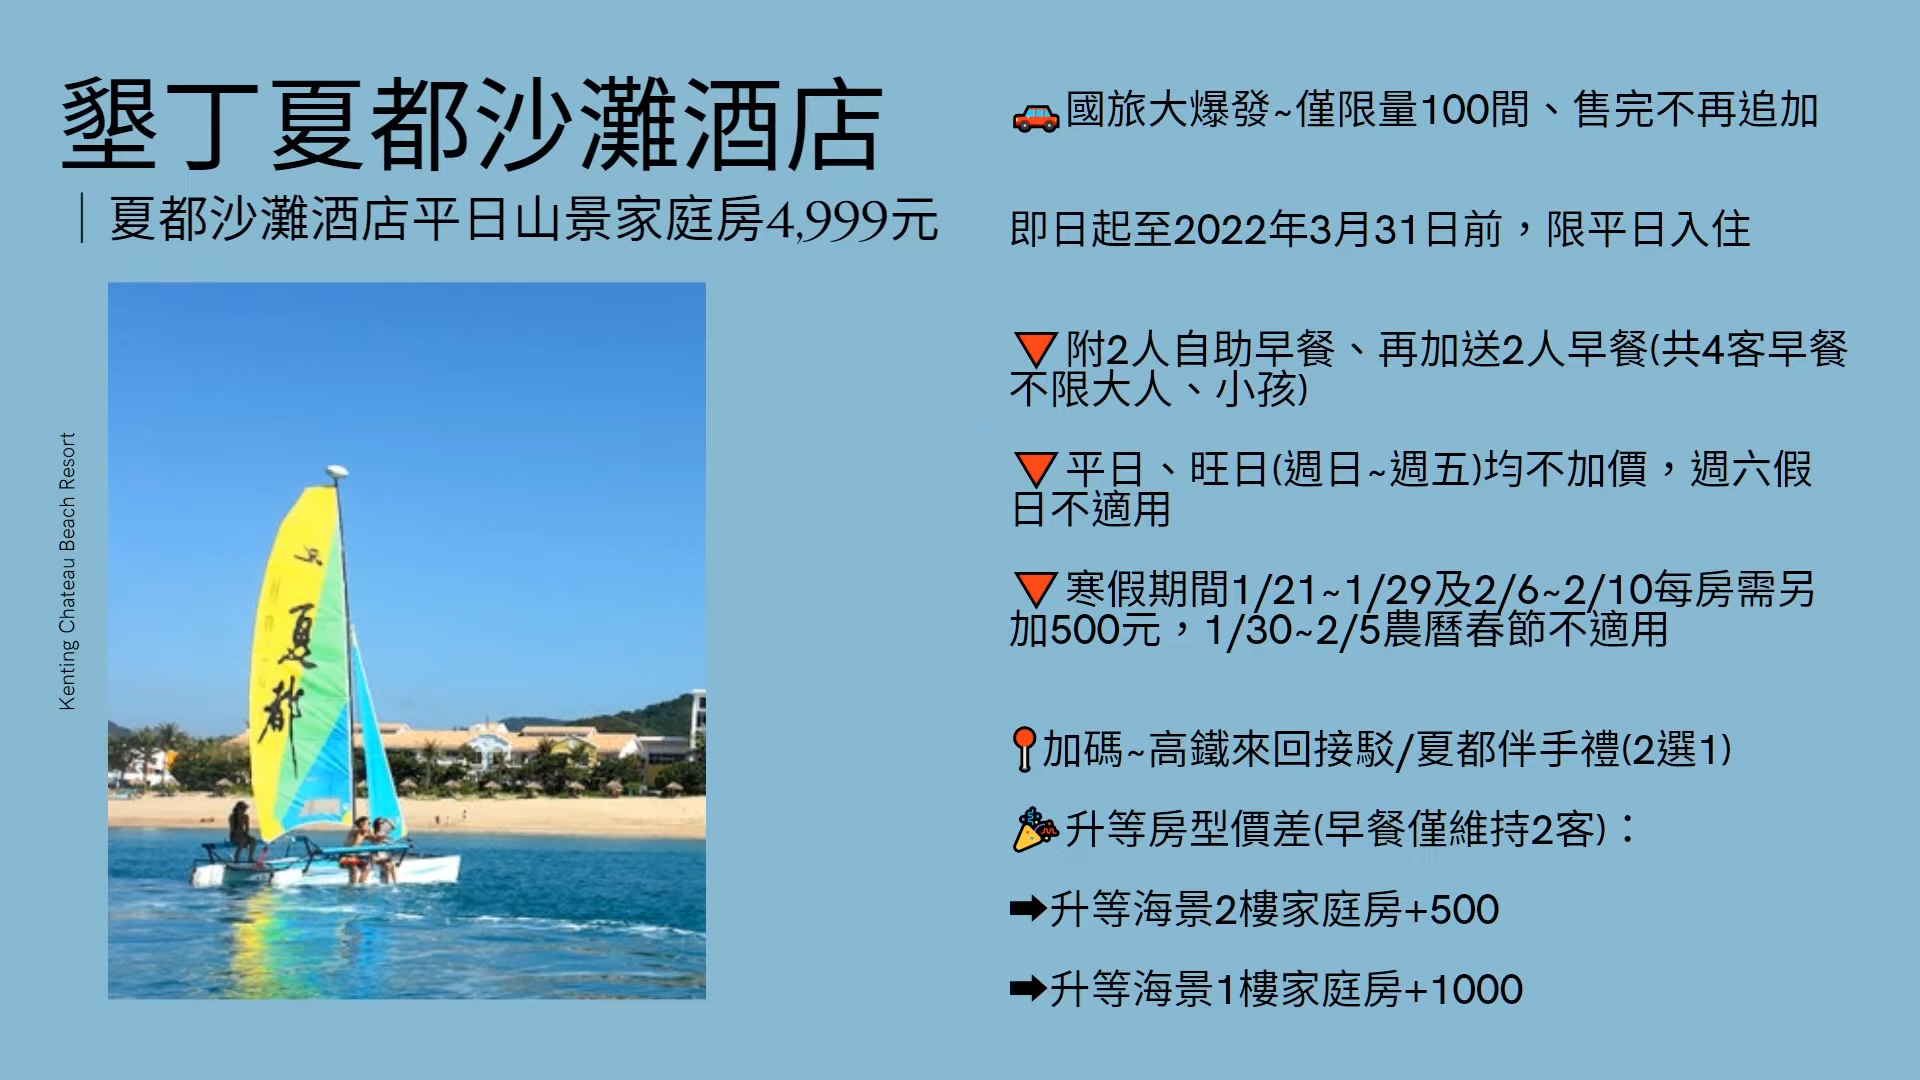 墾丁夏都沙灘酒店
｜夏都沙灘酒店平日山景家庭房4,999元
Kenting Chateau Beach Resort
夏都
🚗國旅大爆發~僅限量100間、售完不再追加
即日起至2022年3月31日前，限平日入住
🔻附2人自助早餐、再加送2人早餐(共4客早餐
不限大人、小孩)
🔻平日、旺日(週日~週五)均不加價，週六假
日不適用
🔻寒假期間1/21~1/29及2/6~2/10每房需另
加500元，1/30~2/5農曆春節不適用
📍加碼~高鐵來回接駁/夏都伴手禮(2選1)
🎉升等房型價差(早餐僅維持2客)：
➡升等海景2樓家庭房+500
➡升等海景1樓家庭房+1000